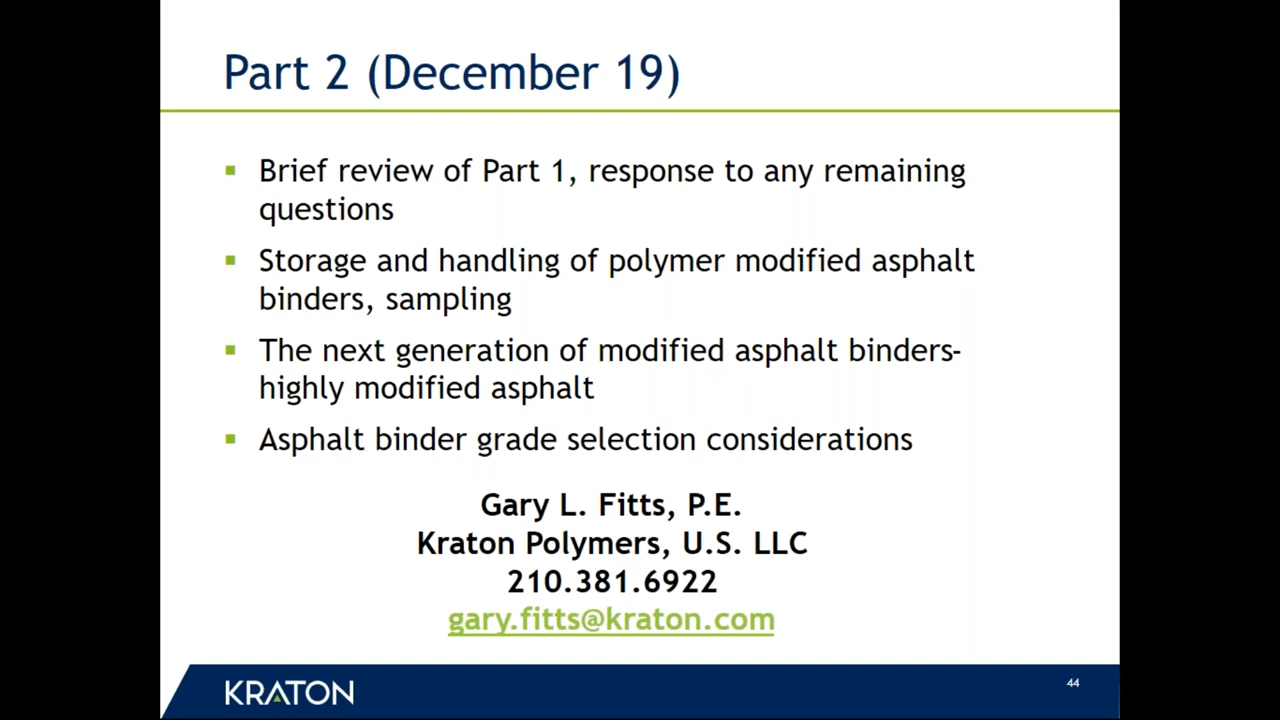 Part 2 (December 19)
Brief review of Part 1, response to any remaining
questions
Storage and handling of polymer modified asphalt
binders, sampling
The next generation of modified asphalt binders-
highly modified asphalt
Asphalt binder grade selection considerations
Gary L. Fitts, P.E.
Kraton Polymers, U.S. LLC
210.381.6922
gary.fitts@kraton.com
KRATON
44